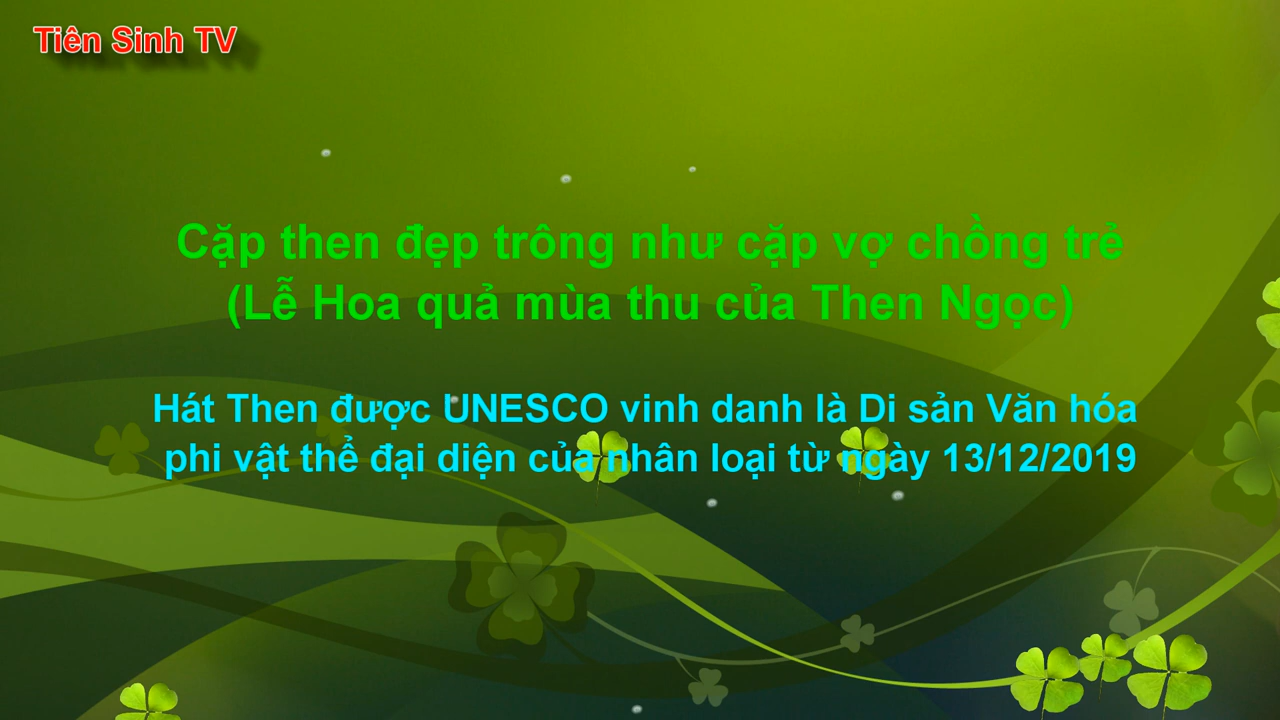 Tiên Sinh TV
Cặp then đẹp trông như cặp vợ chồng trẻ
(Lễ Hoa quả mùa thu của Then Ngọc)
Hát Then được UNESCO vinh danh là Di sản Văn hóa
phi vật thể đại diện của nhân loại từ ngày 13/12/2019